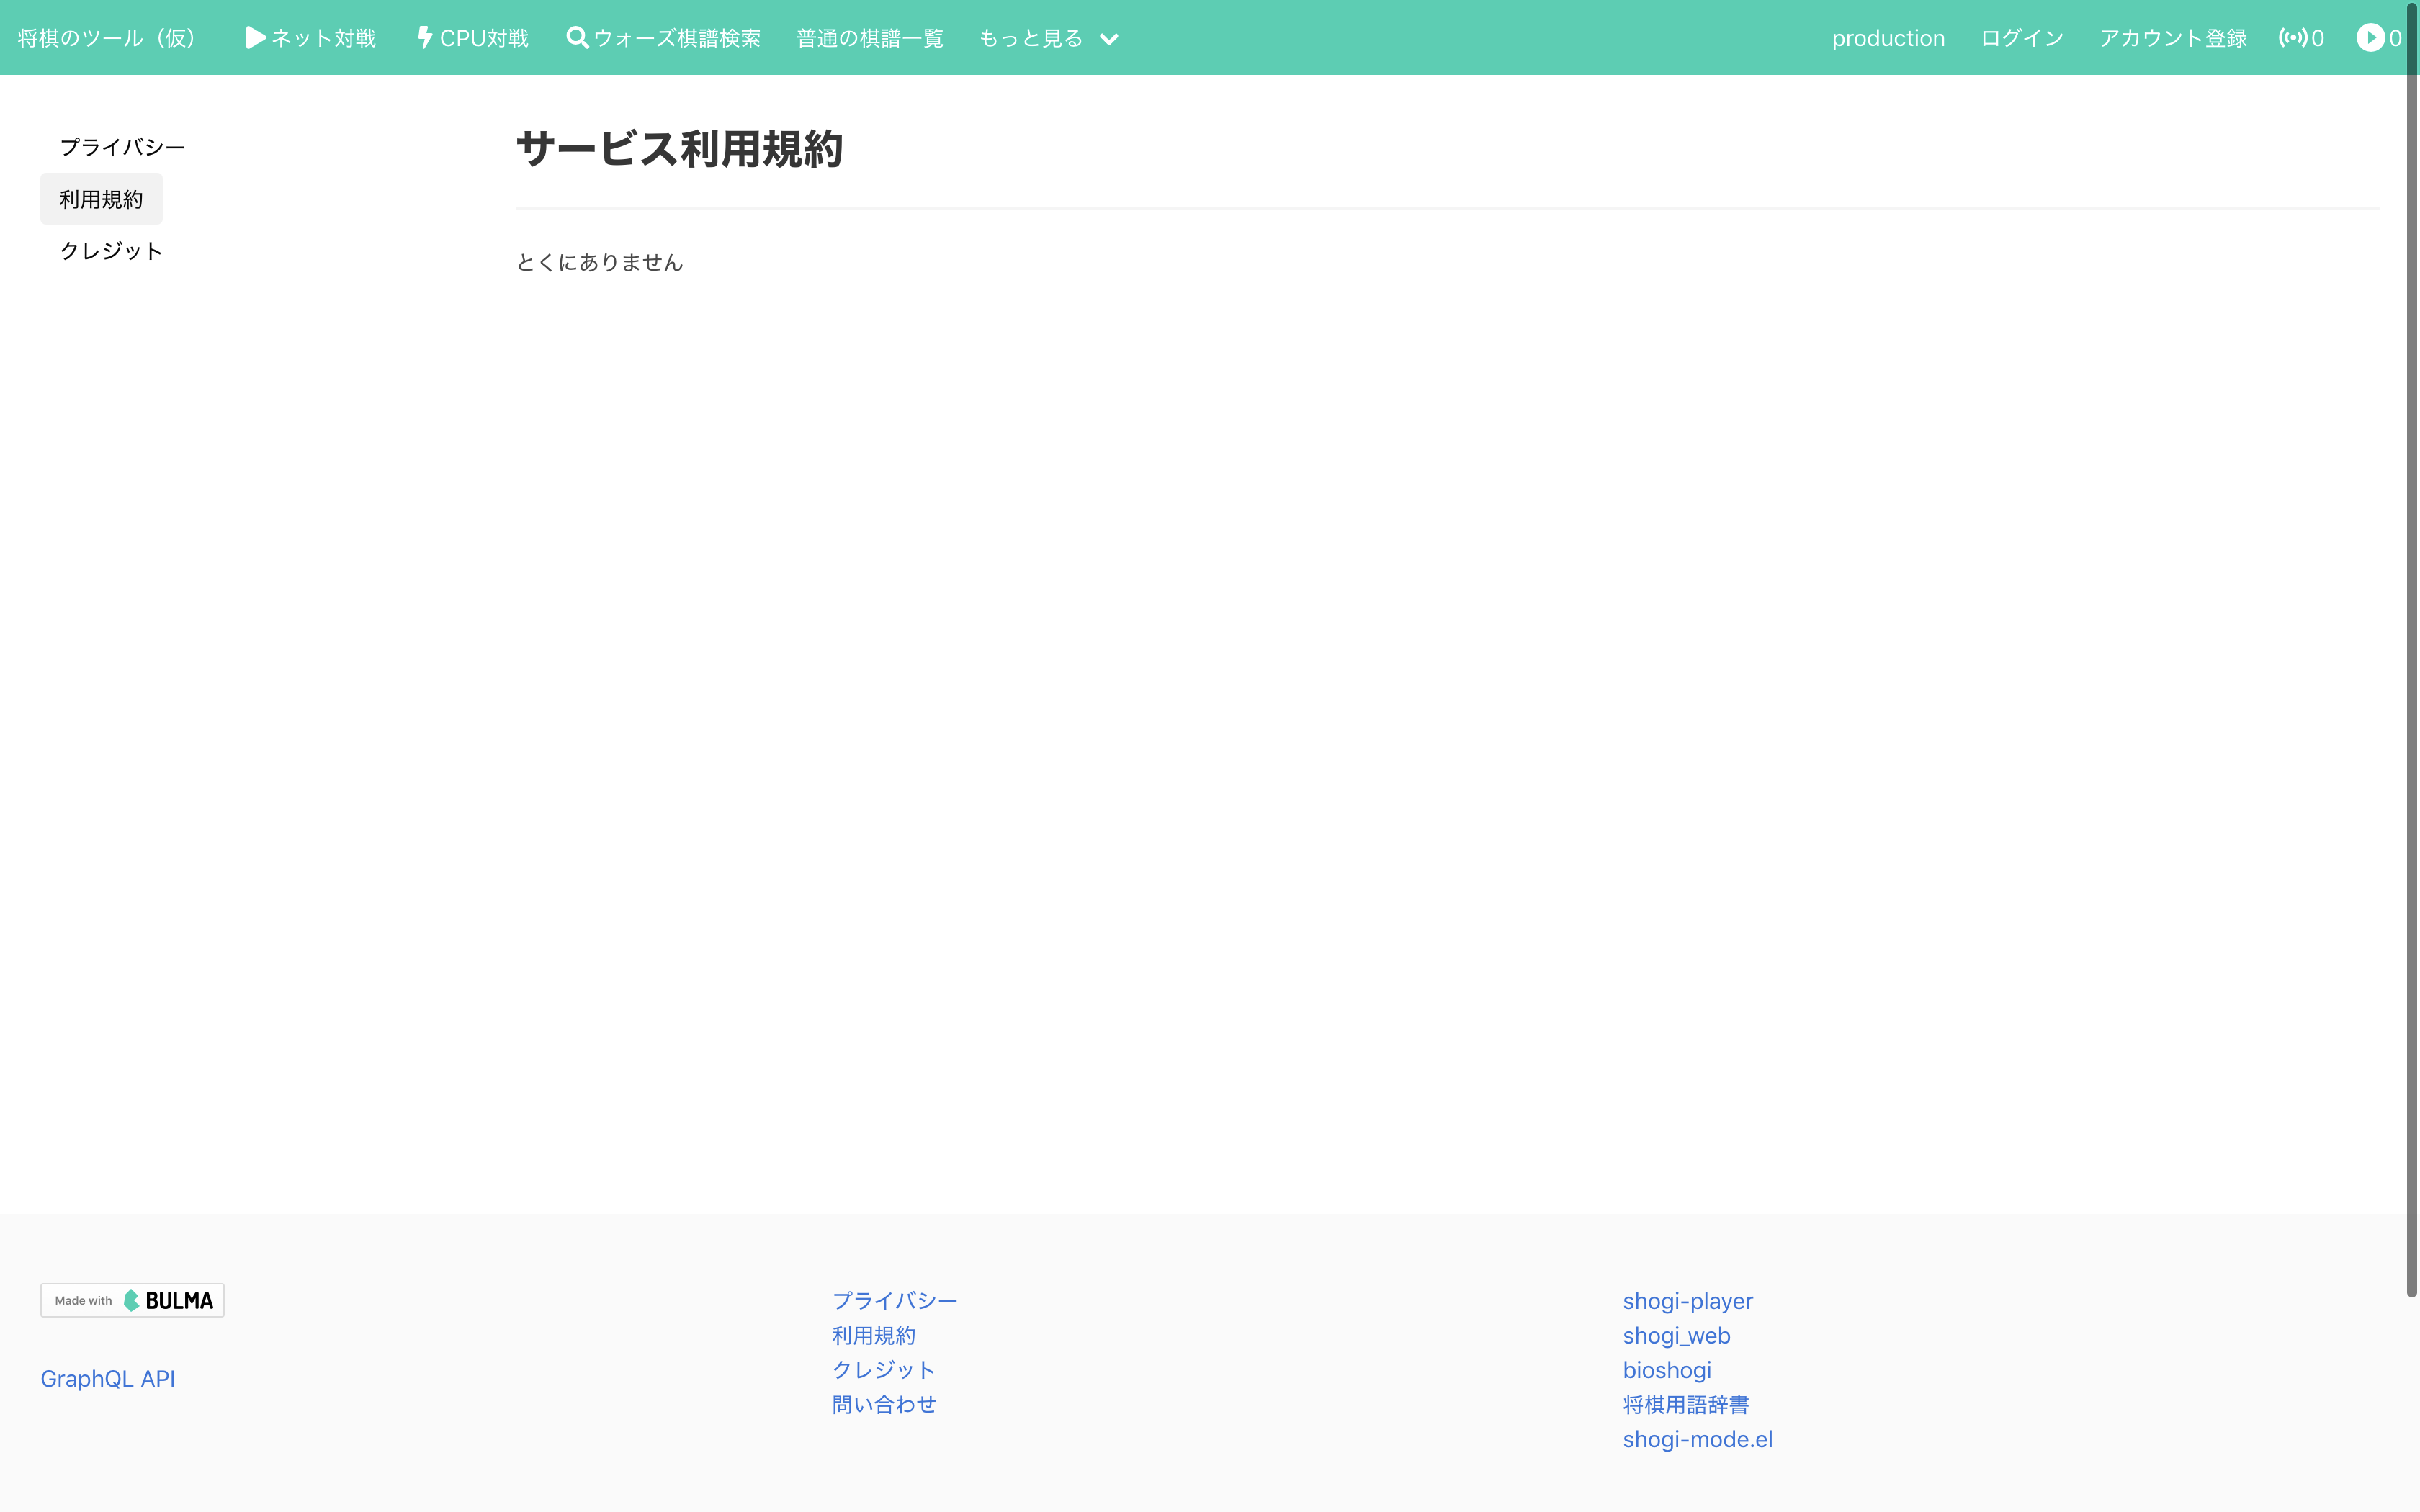 将棋のツール（仮） ネット対戦 CPU対戦 ウォーズ棋譜検索 普通の棋譜一覧 もっと見る production ログイン アカウント登録 0 0
プライバシー
利用規約
クレジット
サービス利用規約
とくにありません
Made with BULMA
GraphQL API
プライバシー
利用規約
クレジット
問い合わせ
shogi-player
shogi_web
bioshogi
将棋用語辞書
shogi-mode.el